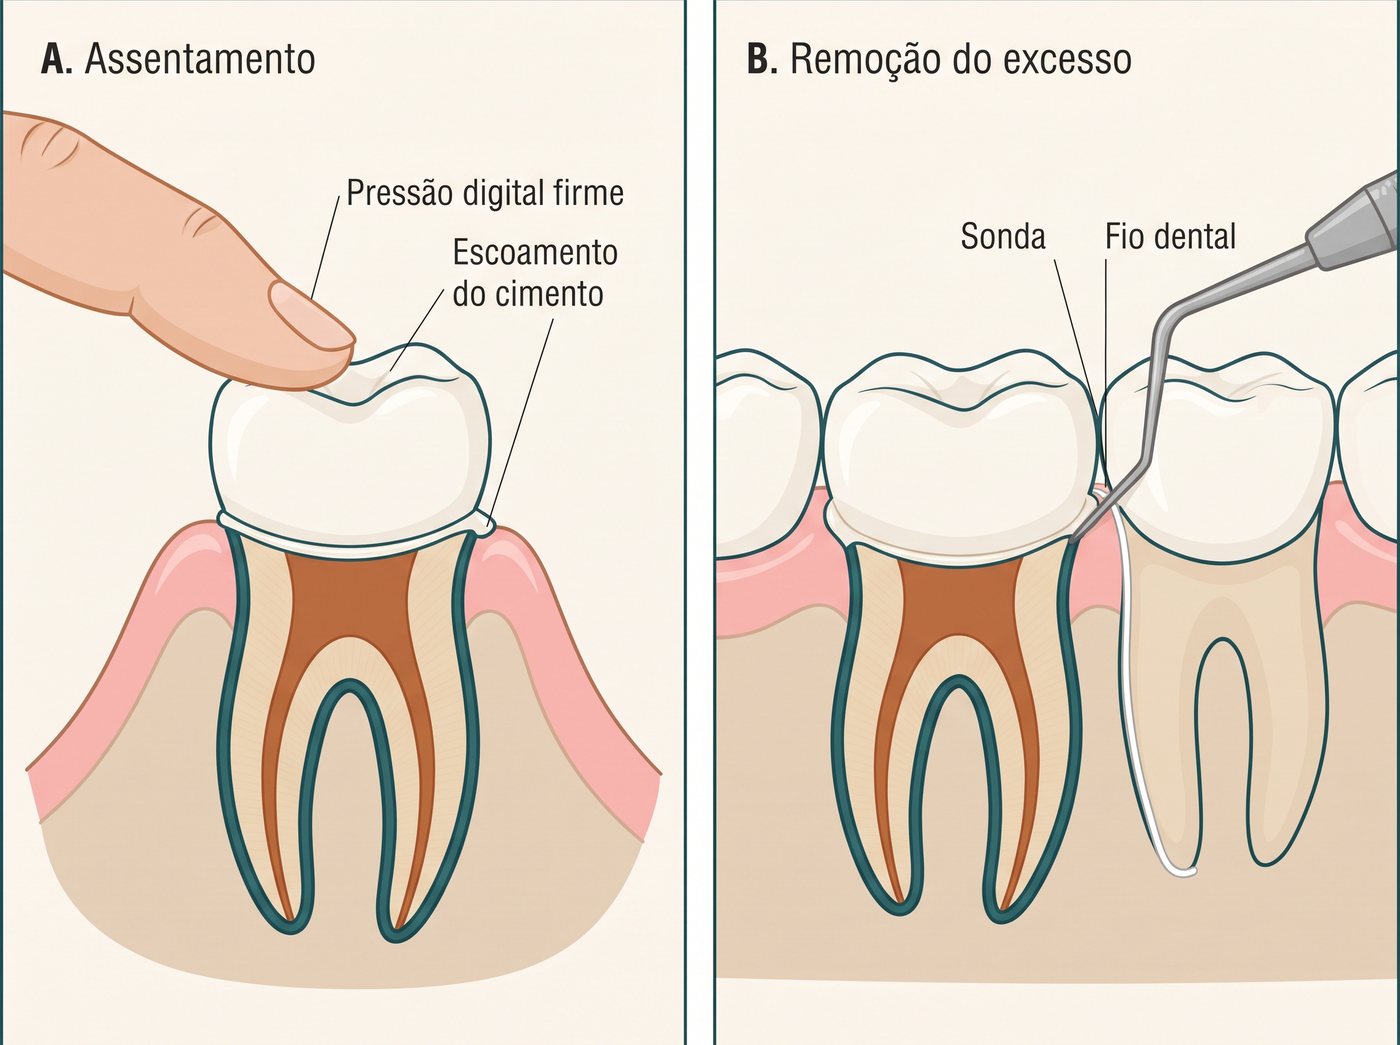 A. Assentamento
Pressão digital firme
Escoamento
do cimento
B. Remoção do excesso
Sonda
Fio dental